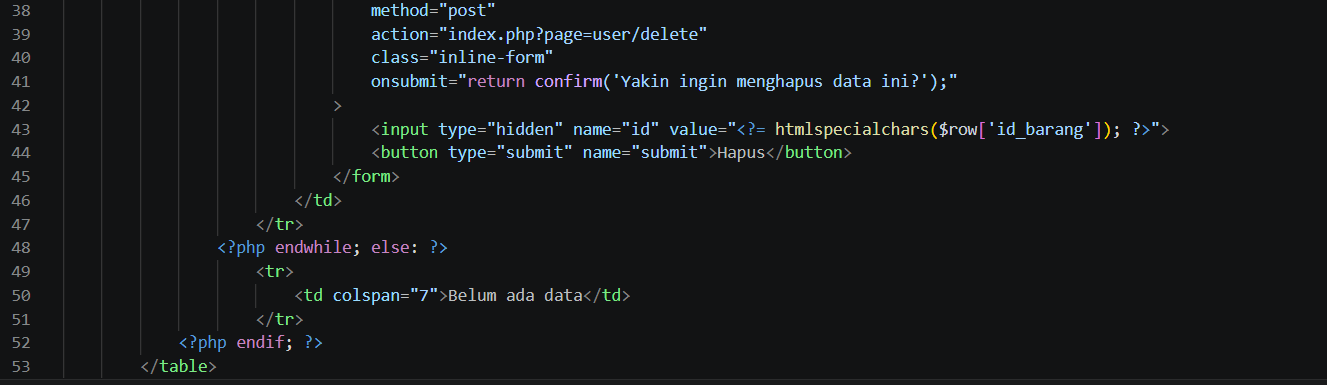 38 method="post"
39 action="index.php?page=user/delete"
40 class="inline-form"
41 onsubmit="return confirm('Yakin ingin menghapus data ini?');"
42 >
43 <input type="hidden" name="id" value="<?= htmlspecialchars($row['id_barang']); ?>">
44 <button type="submit" name="submit">Hapus</button>
45 </form>
46 </td>
47 </tr>
48 <?php endwhile; else: ?>
49 <tr>
50 <td colspan="7">Belum ada data</td>
51 </tr>
52 <?php endif; ?>
53 </table>